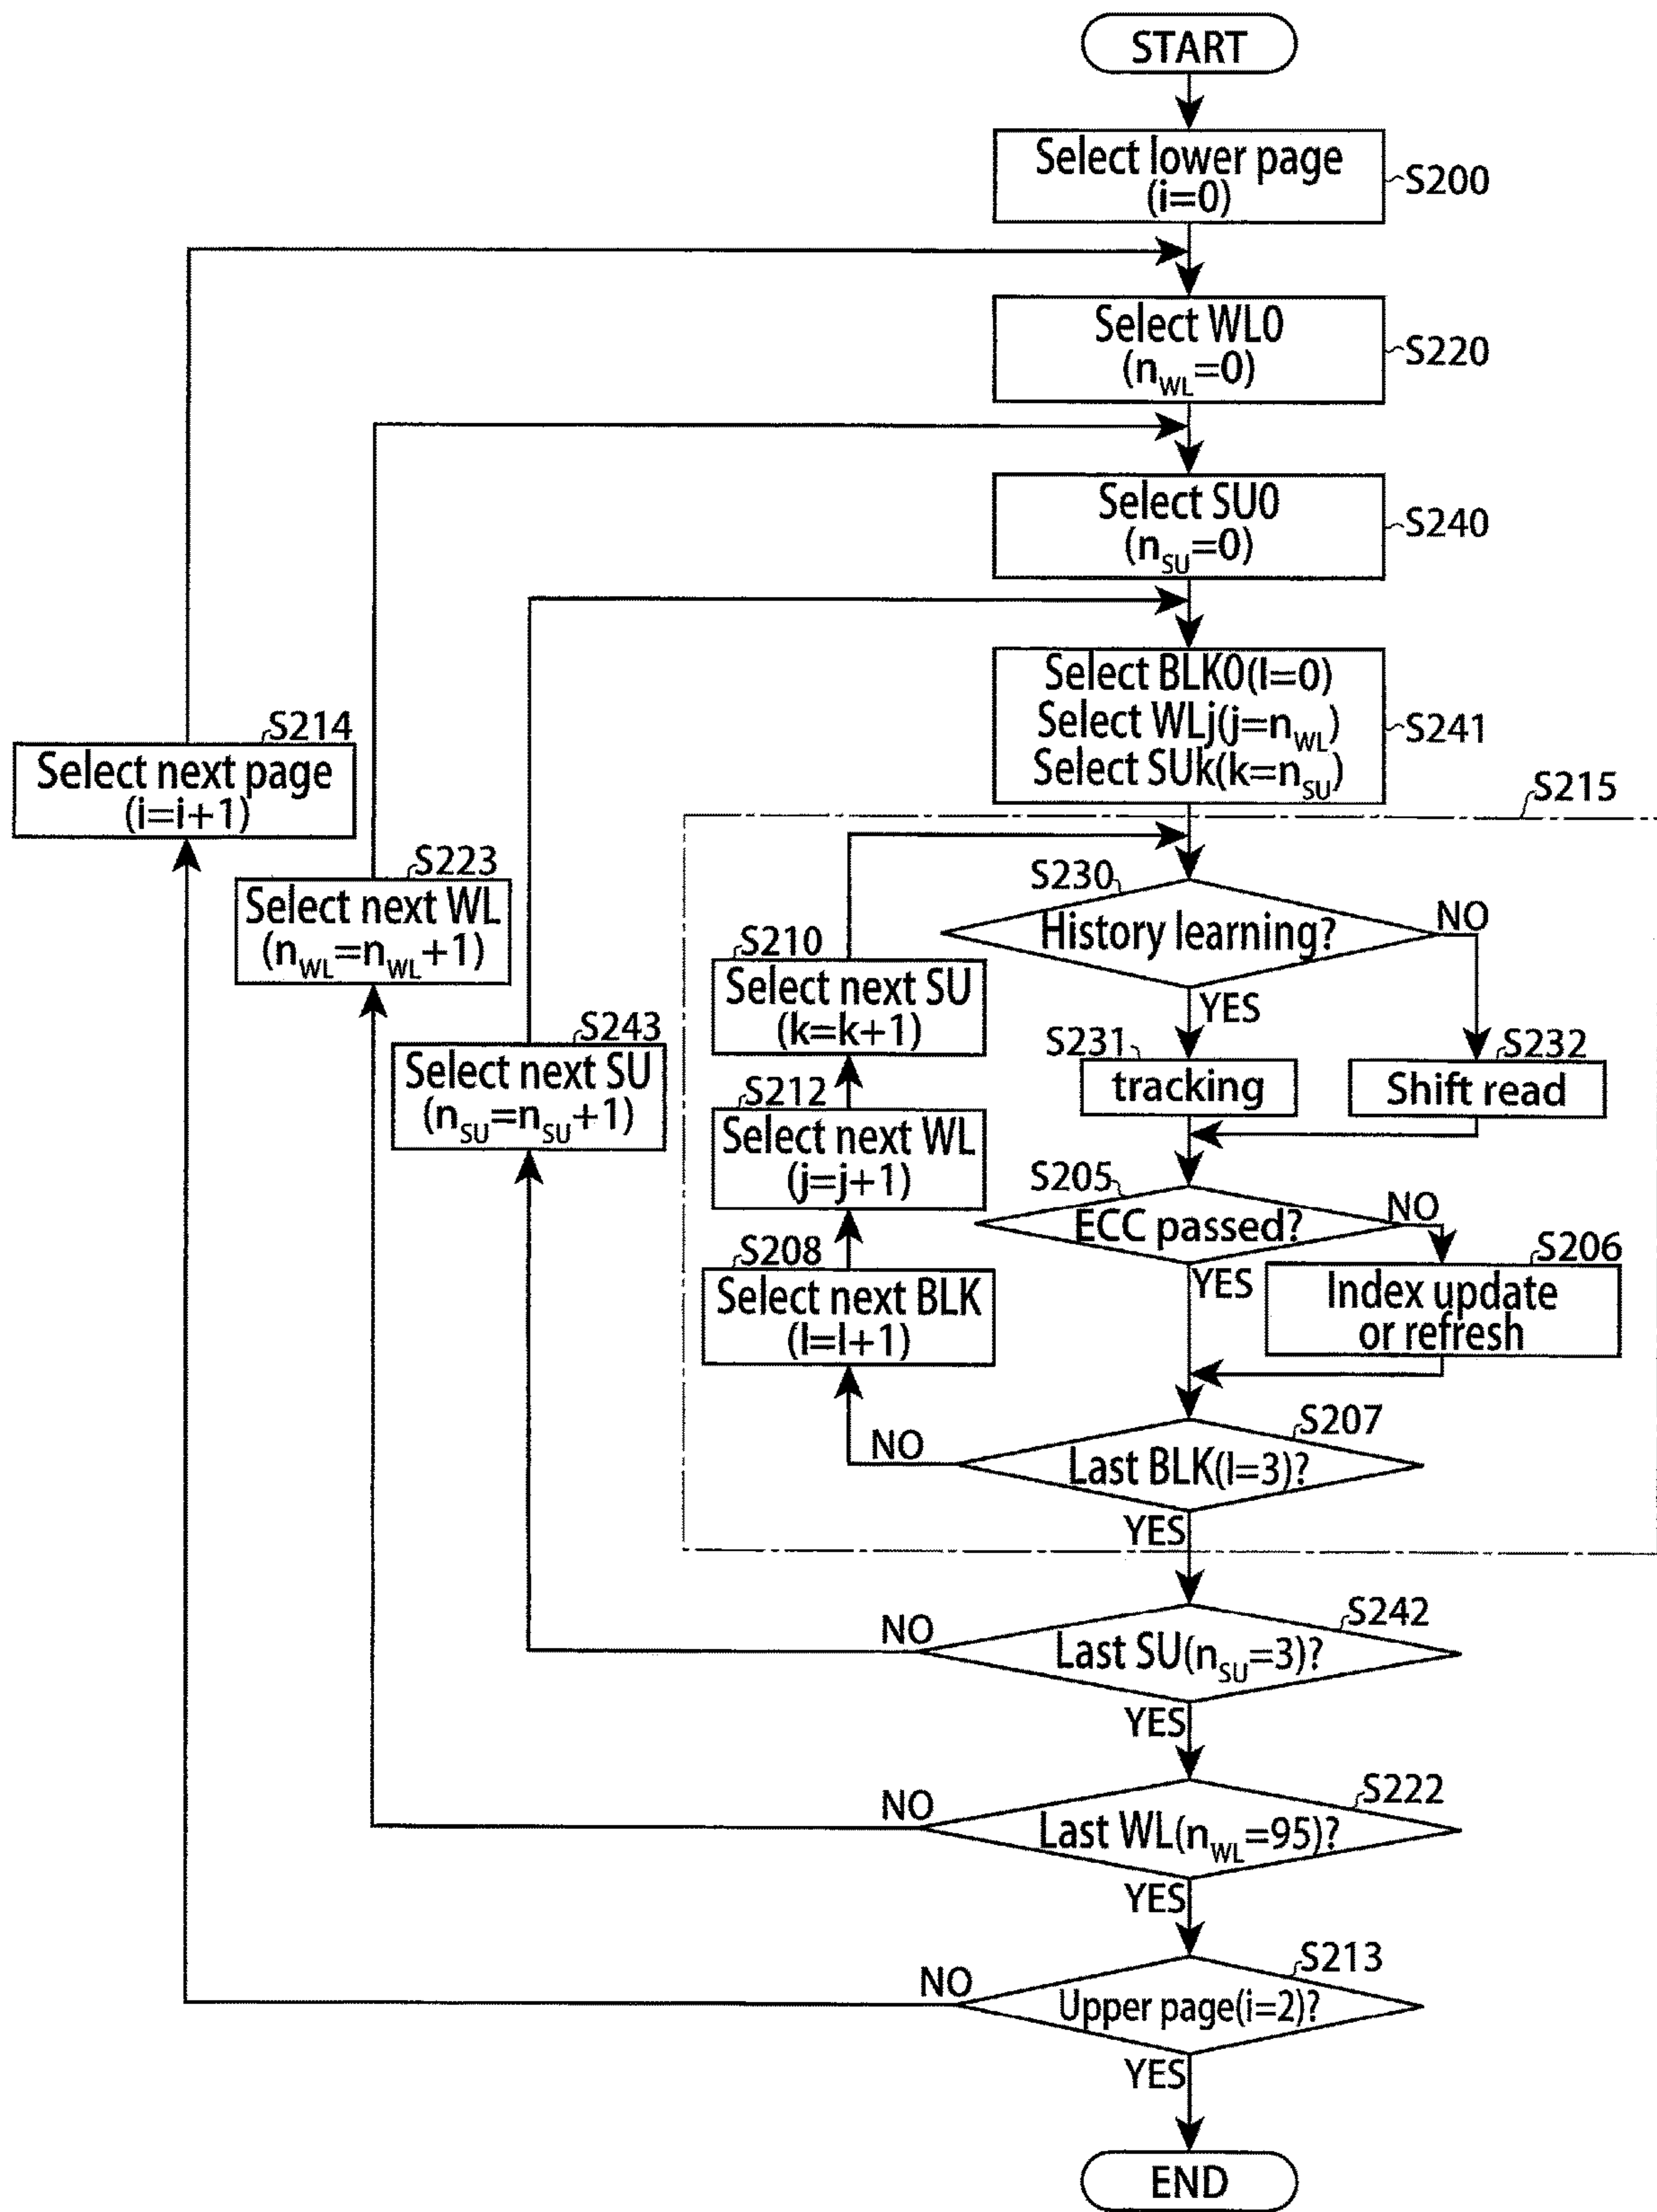 START
Select lower page
(i=0)
S200
Select WL0
(nWL=0)
S220
Select SU0
(nSU=0)
S240
Select BLK0(l=0)
Select WLj(j=nWL)
Select SUk(k=nSU)
S241
S214
Select next page
(i=i+1)
S215
S223
Select next WL
(nWL=nWL+1)
S230
History learning?
NO
YES
S210
Select next SU
(k=k+1)
S243
Select next SU
(nSU=nSU+1)
S231
tracking
S232
Shift read
S212
Select next WL
(j=j+1)
S205
ECC passed?
NO
YES
S206
Index update
or refresh
S208
Select next BLK
(l=l+1)
S207
Last BLK(l=3)?
NO
YES
S242
Last SU(nSU=3)?
NO
YES
S222
Last WL(nWL=95)?
NO
YES
S213
Upper page(i=2)?
NO
YES
END